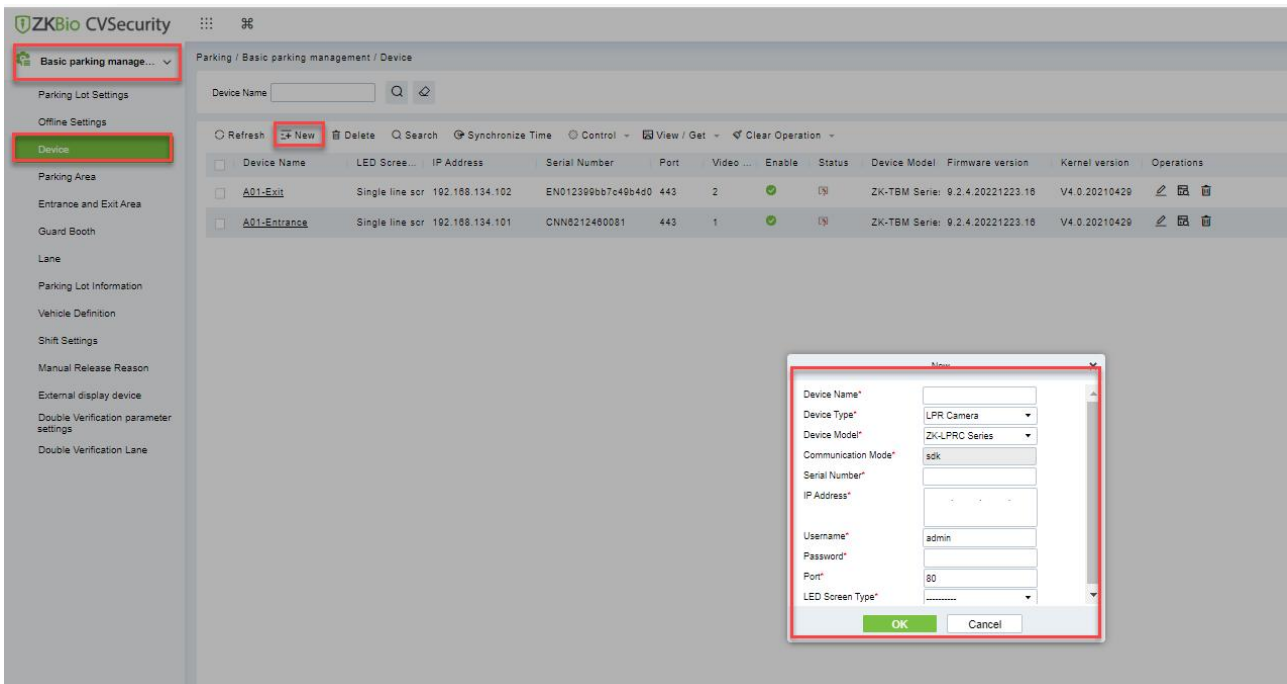 ZKBio CVSecurity
Basic parking manage...
Parking Lot Settings
Offline Settings
Device
Parking Area
Entrance and Exit Area
Guard Booth
Lane
Parking Lot Information
Vehicle Definition
Shift Settings
Manual Release Reason
External display device
Double Verification parameter
settings
Double Verification Lane
Parking / Basic parking management / Device
Device Name
Refresh New Delete Search Synchronize Time Control View / Get Clear Operation
Device Name LED Scree... IP Address Serial Number Port Video ... Enable Status Device Model Firmware version Kernel version Operations
A01-Exit Single line scr 192.168.134.102 EN012399bb7c49b4d0 443 2 ZK-TBM Serie: 9.2.4.20221223.16 V4.0.20210429
A01-Entrance Single line scr 192.168.134.101 CNN6212460081 443 1 ZK-TBM Serie: 9.2.4.20221223.16 V4.0.20210429
New
Device Name*
Device Type* LPR Camera
Device Model* ZK-LPRC Series
Communication Mode* sdk
Serial Number*
IP Address* . . .
Username* admin
Password*
Port* 80
LED Screen Type* ----------
OK Cancel